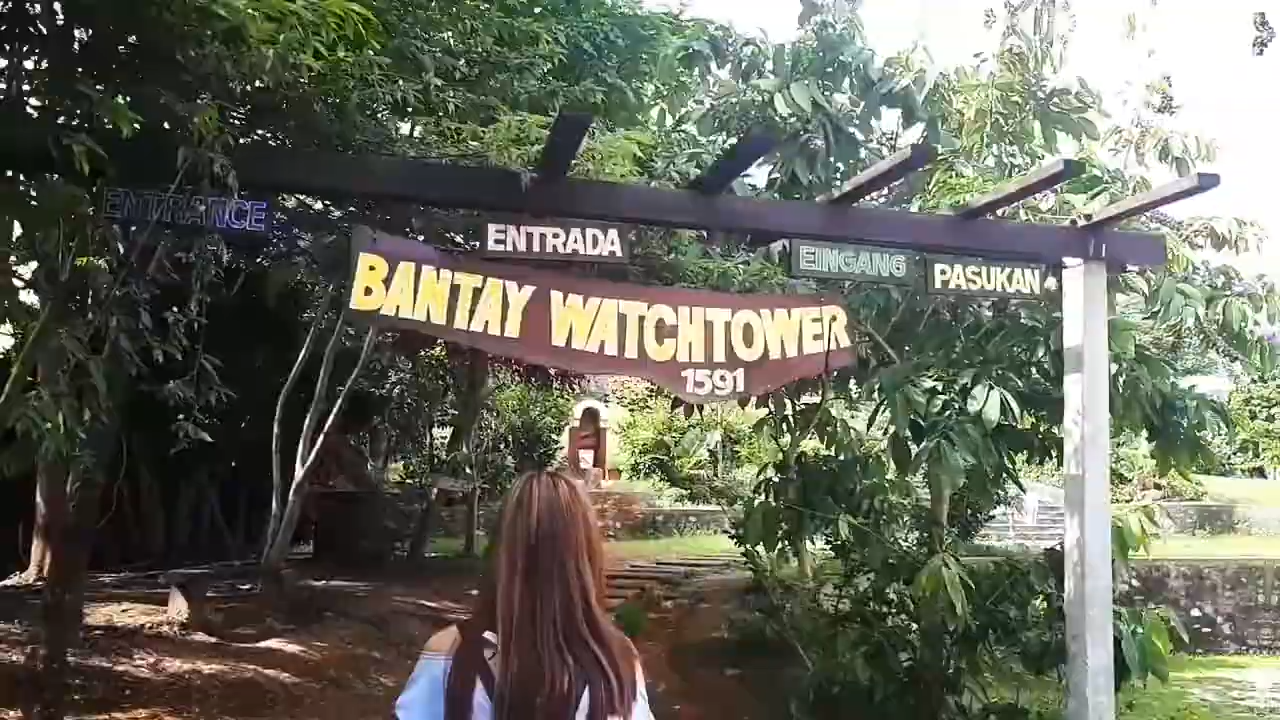 ENTRANCE
ENTRADA
EINGANG
PASUKAN
BANTAY WATCHTOWER
1591